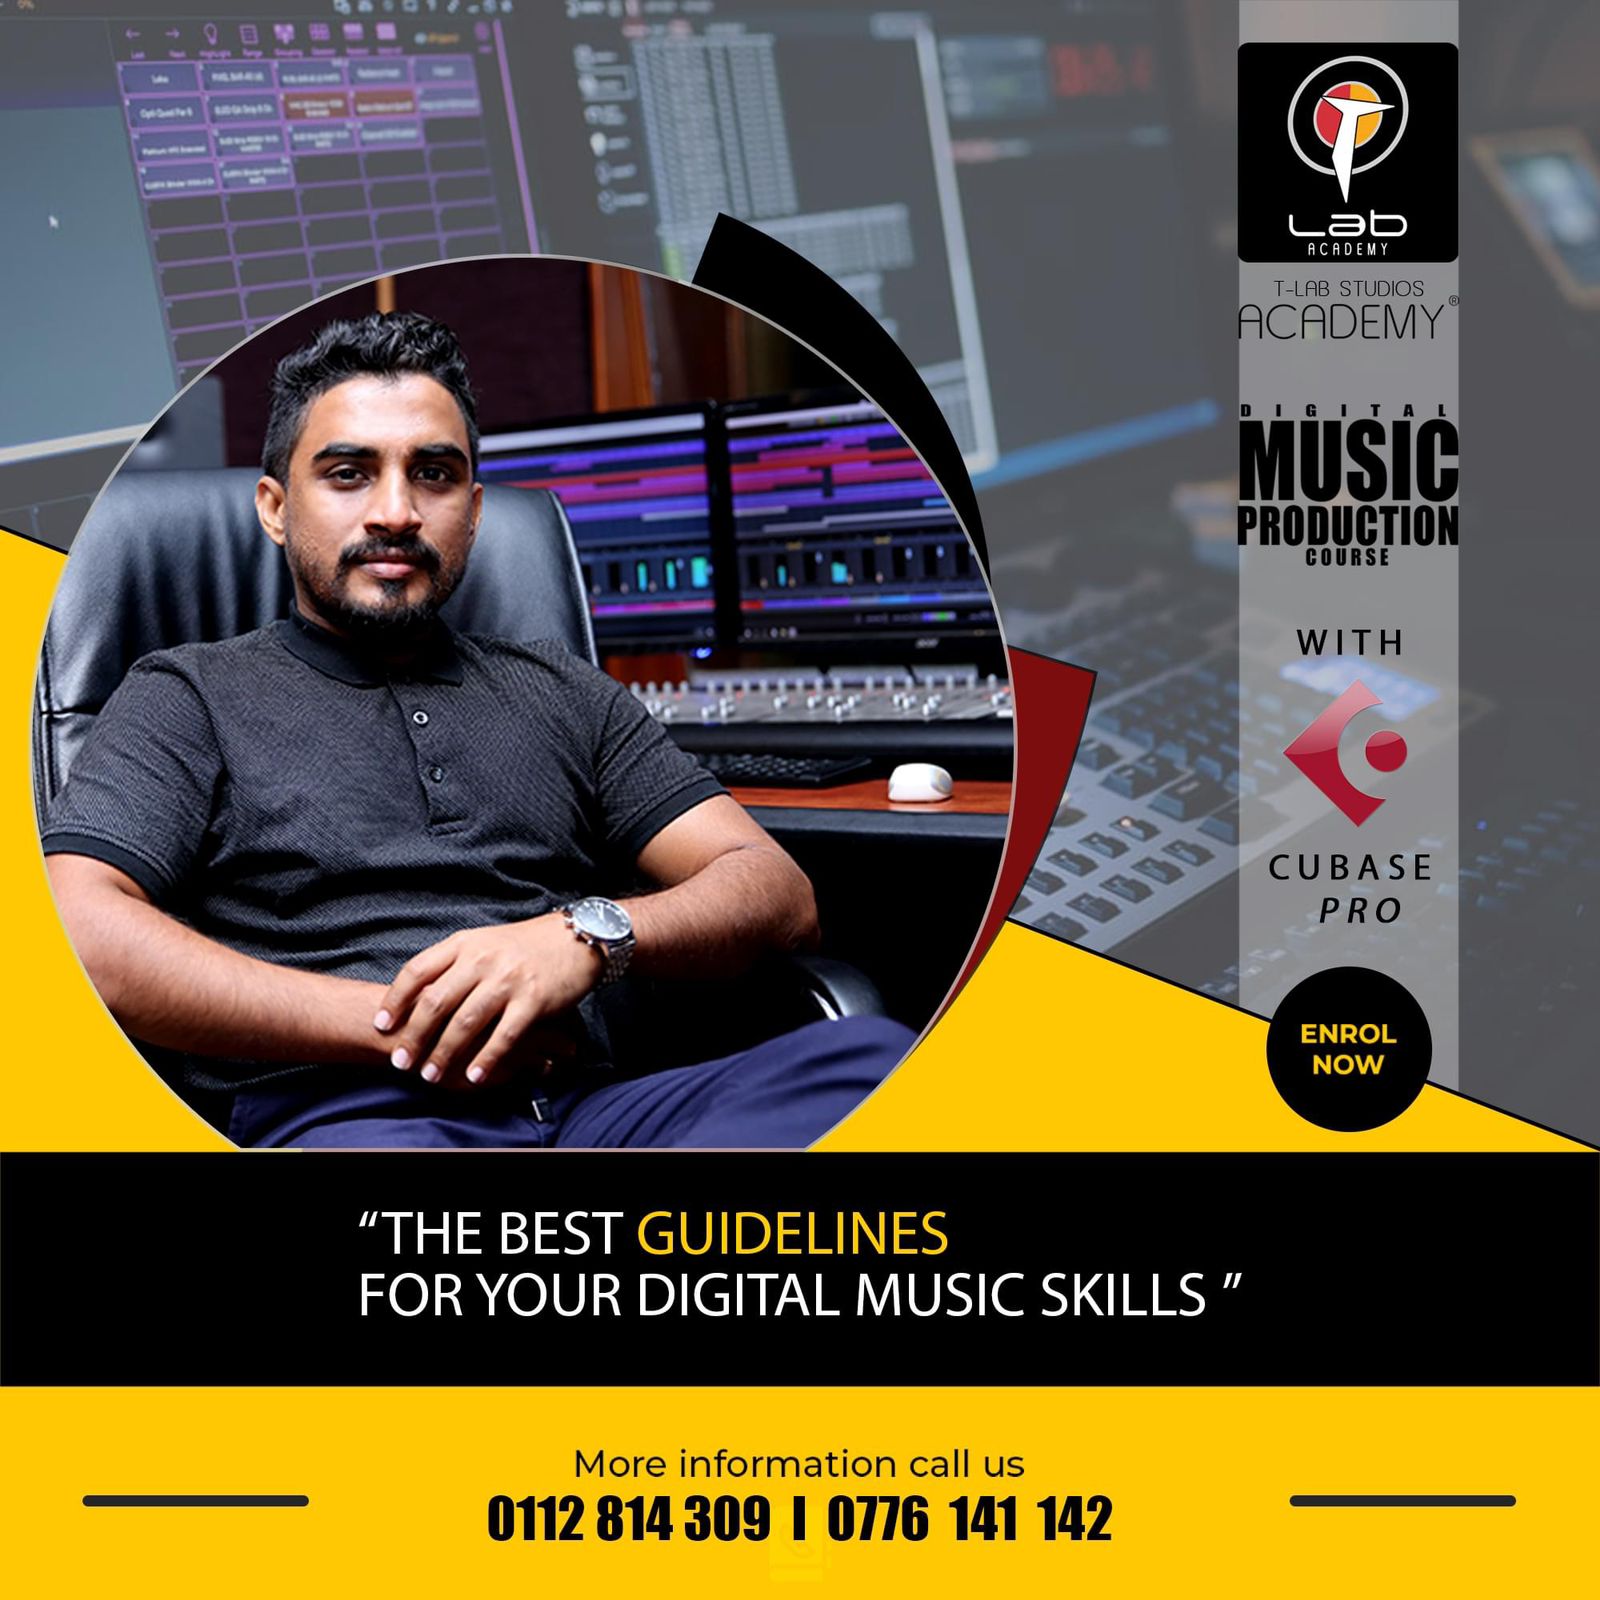 Lab
ACADEMY
T-LAB STUDIOS
ACADEMY®
DIGITAL
MUSIC
PRODUCTION
COURSE
WITH
CUBASE
PRO
ENROL
NOW
“THE BEST GUIDELINES
FOR YOUR DIGITAL MUSIC SKILLS ”
More information call us
0112 814 309 I 0776 141 142